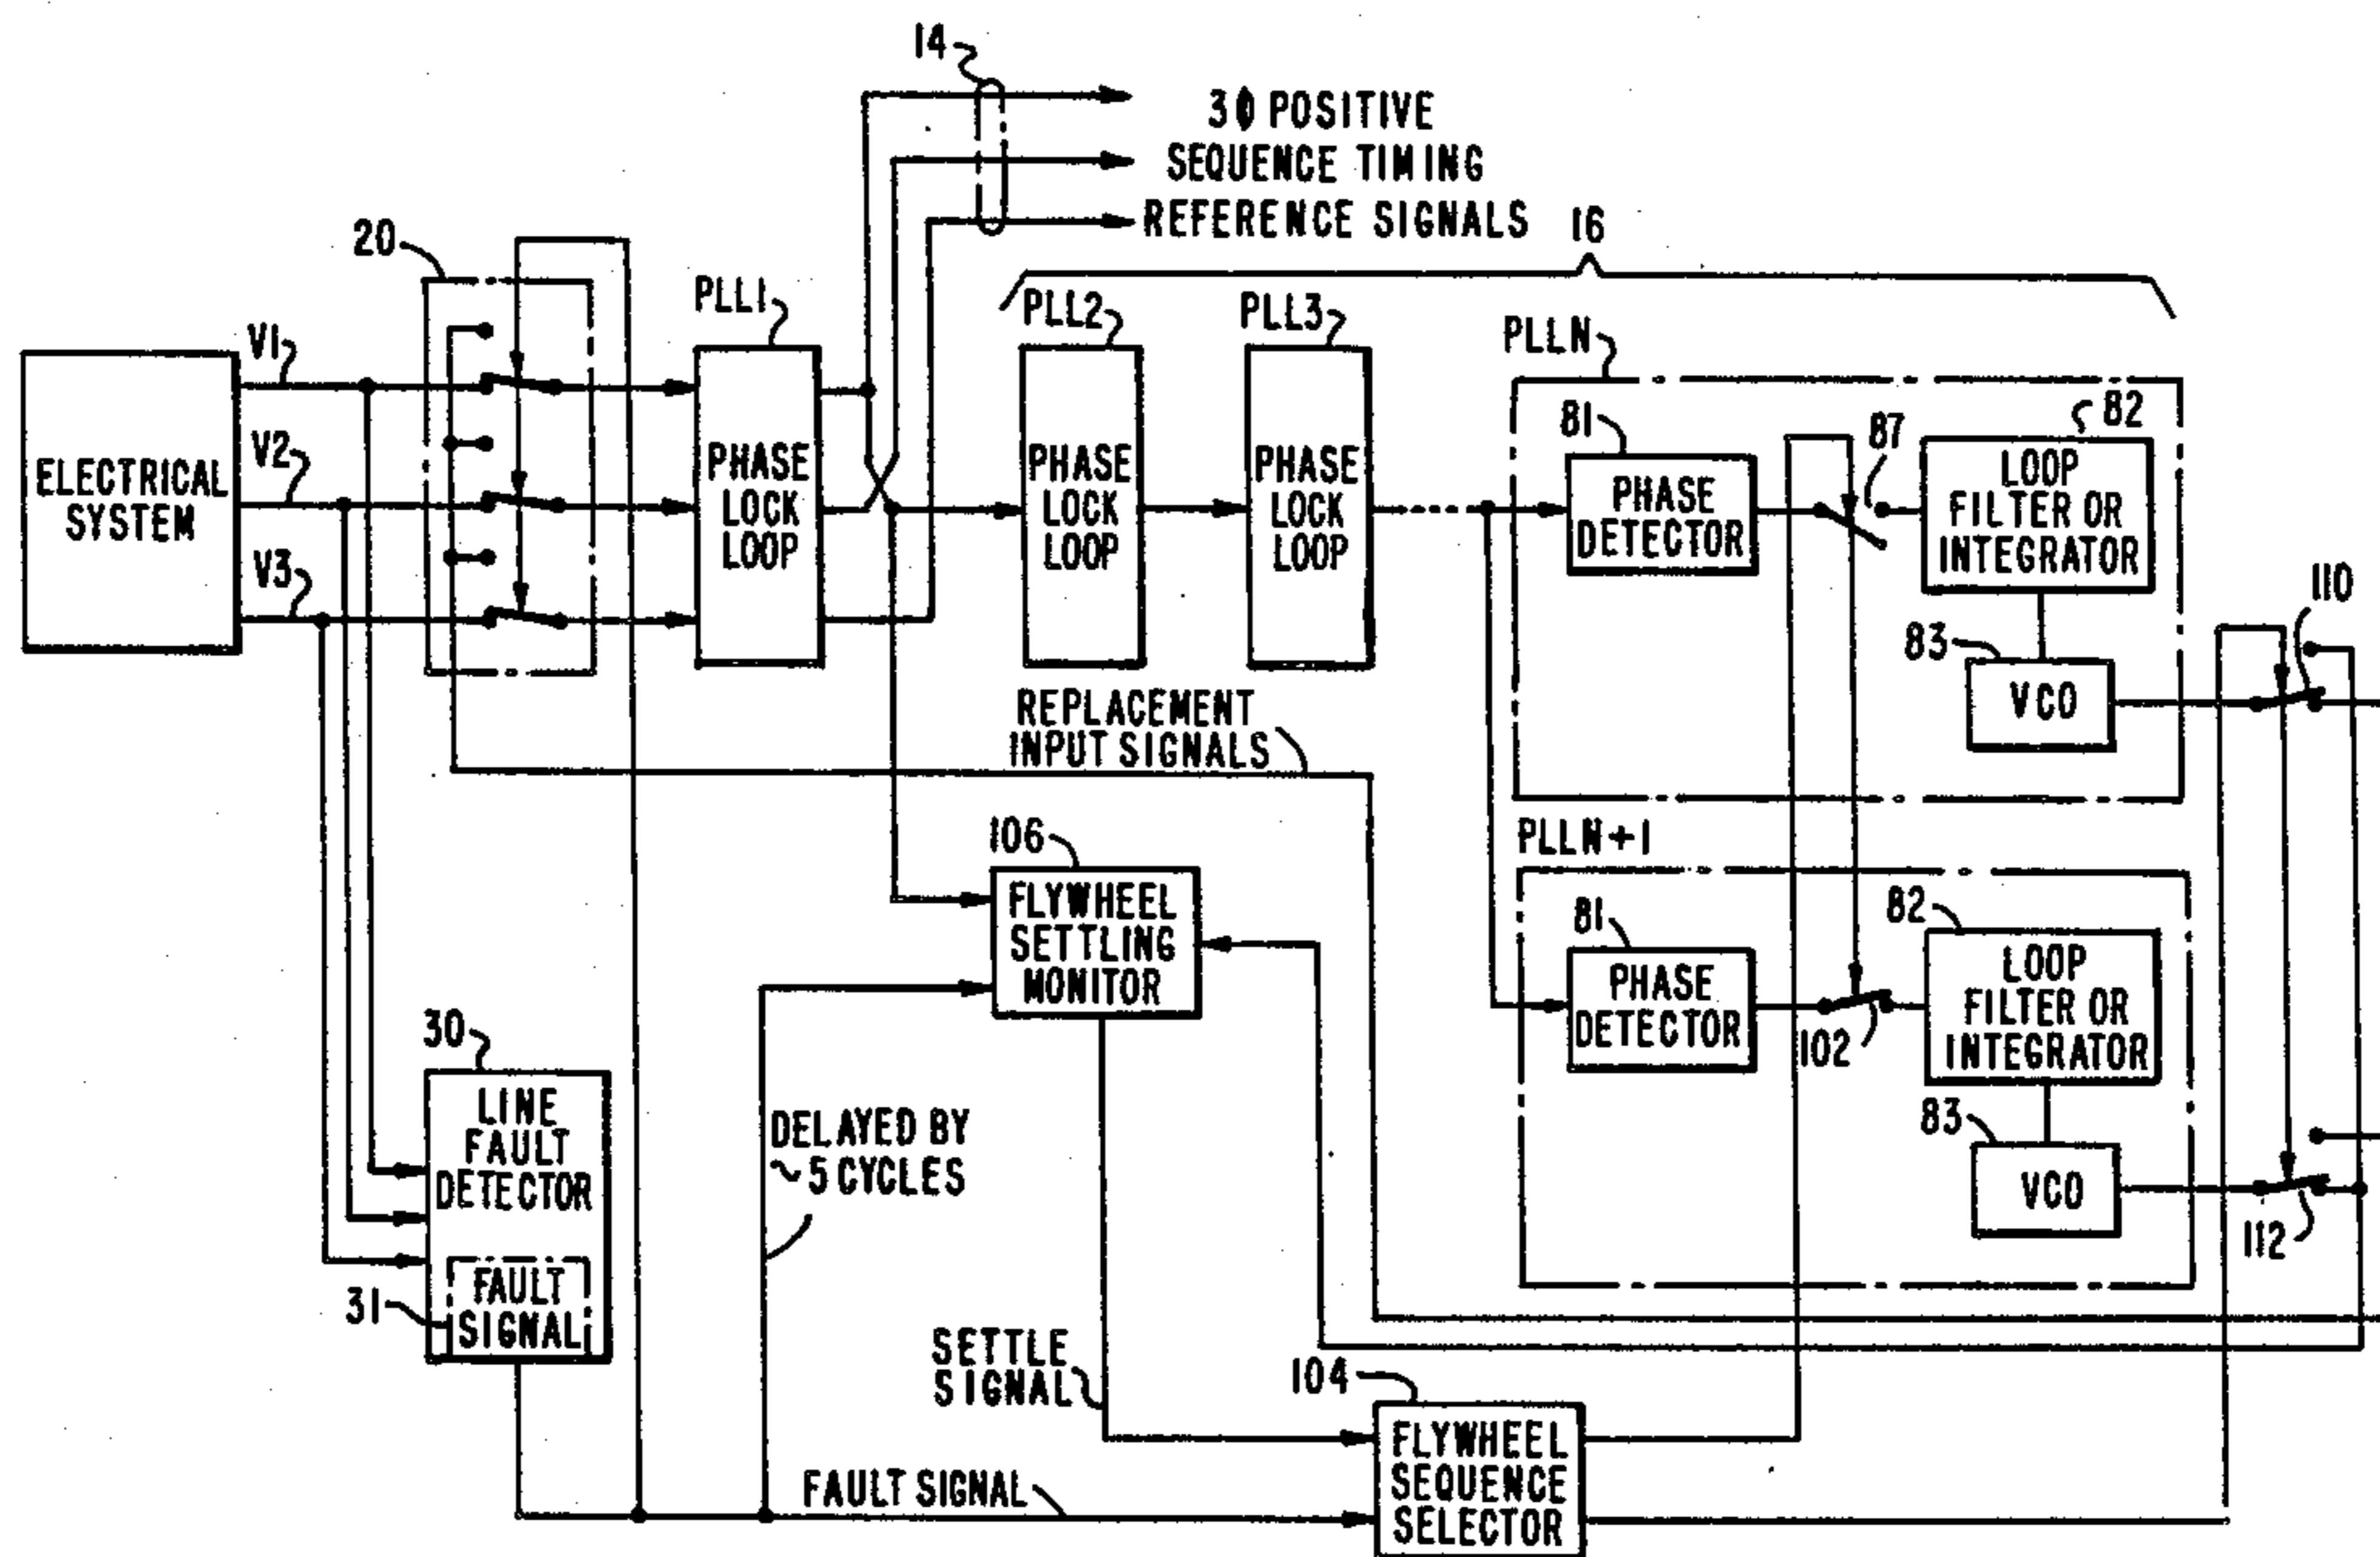 14
3Φ POSITIVE
SEQUENCE TIMING
REFERENCE SIGNALS
16
20
PLL1
PLL2
PLL3
PLLN
V1
V2
V3
ELECTRICAL
SYSTEM
PHASE
LOCK
LOOP
PHASE
LOCK
LOOP
PHASE
LOCK
LOOP
81
PHASE
DETECTOR
87
82
LOOP
FILTER OR
INTEGRATOR
83
VCO
110
REPLACEMENT
INPUT SIGNALS
106
FLYWHEEL
SETTLING
MONITOR
PLLN+1
81
PHASE
DETECTOR
102
82
LOOP
FILTER OR
INTEGRATOR
83
VCO
112
30
LINE
FAULT
DETECTOR
31
FAULT
SIGNAL
DELAYED BY
~5 CYCLES
SETTLE
SIGNAL
104
FLYWHEEL
SEQUENCE
SELECTOR
FAULT SIGNAL